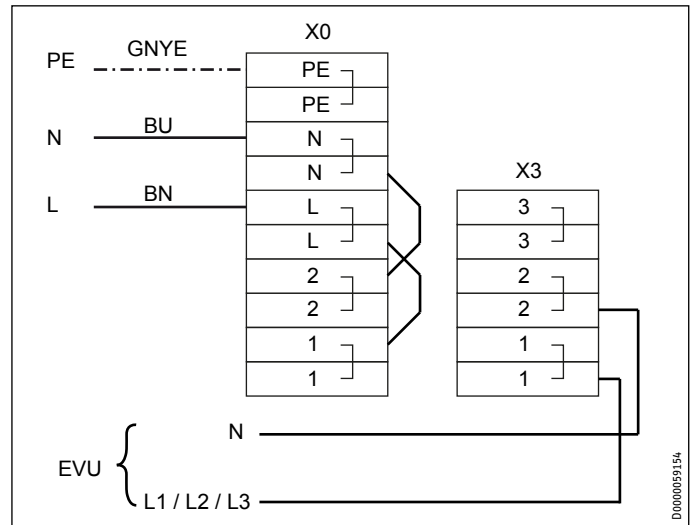 X0
PE GNYE
PE
PE
N BU
N
N
L BN
L
L
2
2
1
1
X3
3
3
2
2
1
1
N
EVU
L1 / L2 / L3
D0000059154